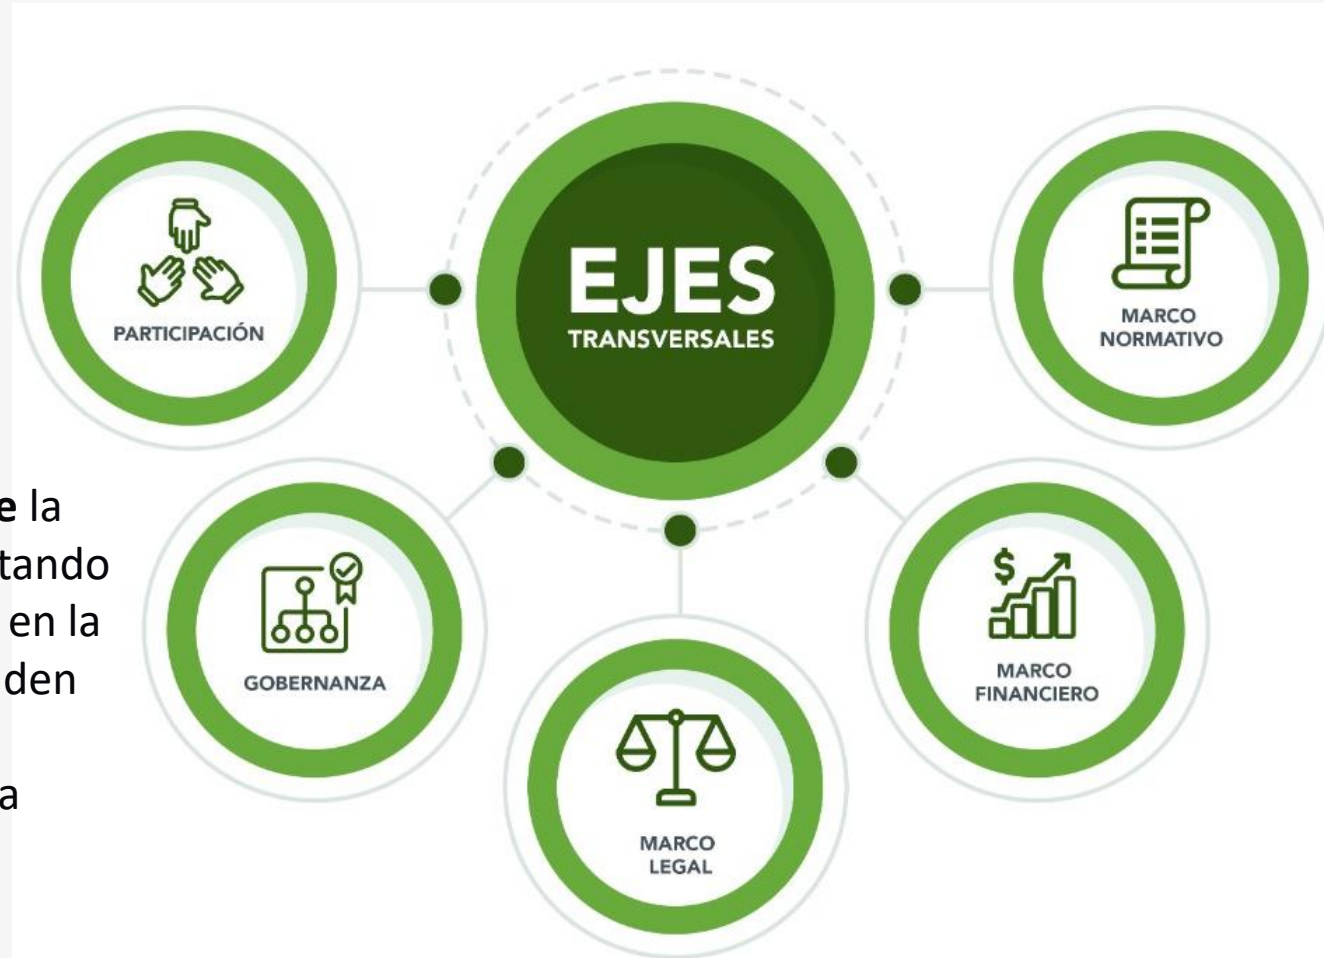 EJES
TRANSVERSALES
PARTICIPACIÓN
MARCO
NORMATIVO
GOBERNANZA
MARCO
FINANCIERO
MARCO
LEGAL
$
e la
tando
en la
den
a